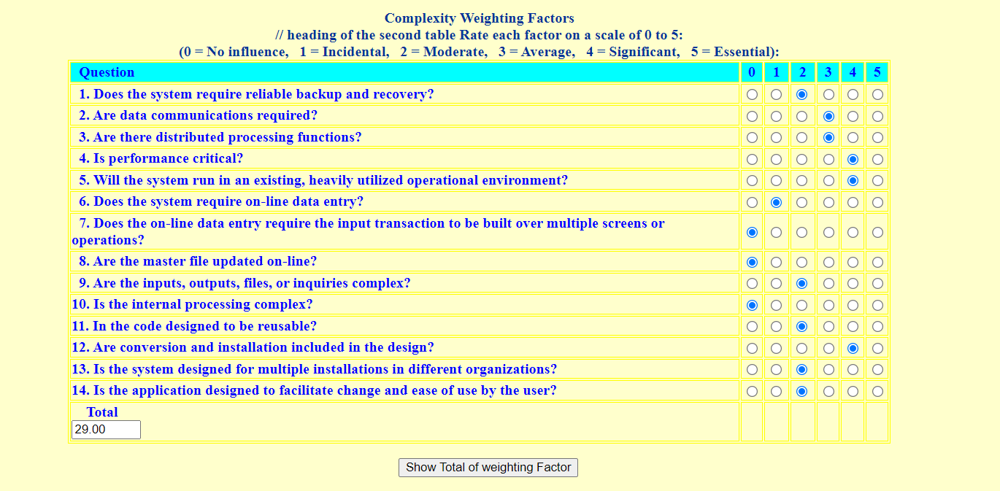 Complexity Weighting Factors
// heading of the second table Rate each factor on a scale of 0 to 5:
(0 = No influence, 1 = Incidental, 2 = Moderate, 3 = Average, 4 = Significant, 5 = Essential):
Question 0 1 2 3 4 5
1. Does the system require reliable backup and recovery?
2. Are data communications required?
3. Are there distributed processing functions?
4. Is performance critical?
5. Will the system run in an existing, heavily utilized operational environment?
6. Does the system require on-line data entry?
7. Does the on-line data entry require the input transaction to be built over multiple screens or
operations?
8. Are the master file updated on-line?
9. Are the inputs, outputs, files, or inquiries complex?
10. Is the internal processing complex?
11. In the code designed to be reusable?
12. Are conversion and installation included in the design?
13. Is the system designed for multiple installations in different organizations?
14. Is the application designed to facilitate change and ease of use by the user?
Total
29.00
Show Total of weighting Factor